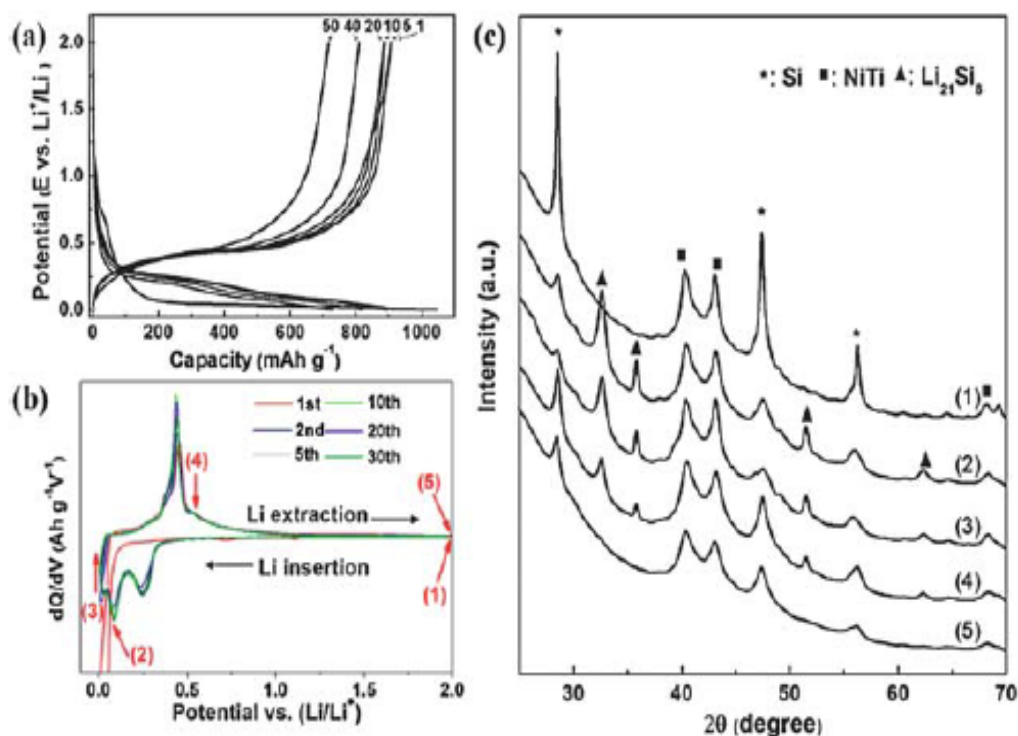 (a)
50 40 20 10 5 1
2.0
1.5
1.0
0.5
0.0
Potential (E vs. Li⁺/Li)
0 200 400 600 800 1000
Capacity (mAh g⁻¹)
(b)
1st 10th
2nd 20th
5th 30th
(4)
(5)
Li extraction
Li insertion
(1)
(3)
(2)
dQ/dV (Ah g⁻¹V⁻¹)
0.0 0.5 1.0 1.5 2.0
Potential vs. (Li/Li⁺)
(c)
*: Si ■: NiTi ▲: Li₂₁Si₅
Intensity (a.u.)
(1)
(2)
(3)
(4)
(5)
30 40 50 60 70
2θ (degree)